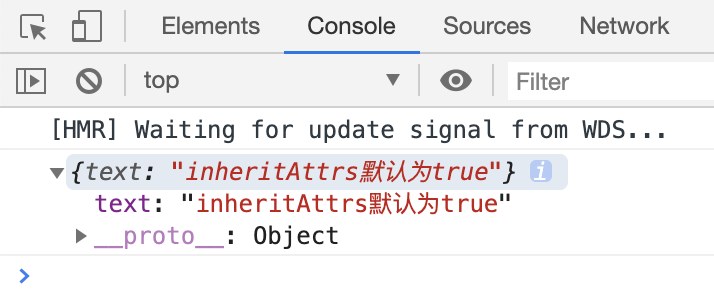 Elements Console Sources Network
top Filter
[HMR] Waiting for update signal from WDS...
{text: "inheritAttrs默认为true"} i
text: "inheritAttrs默认为true"
__proto__: Object